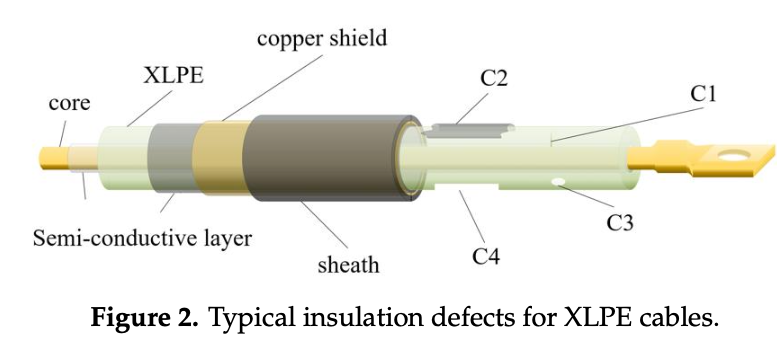 copper shield
XLPE
C2
C1
core
Semi-conductive layer
sheath
C4
C3
Figure 2. Typical insulation defects for XLPE cables.